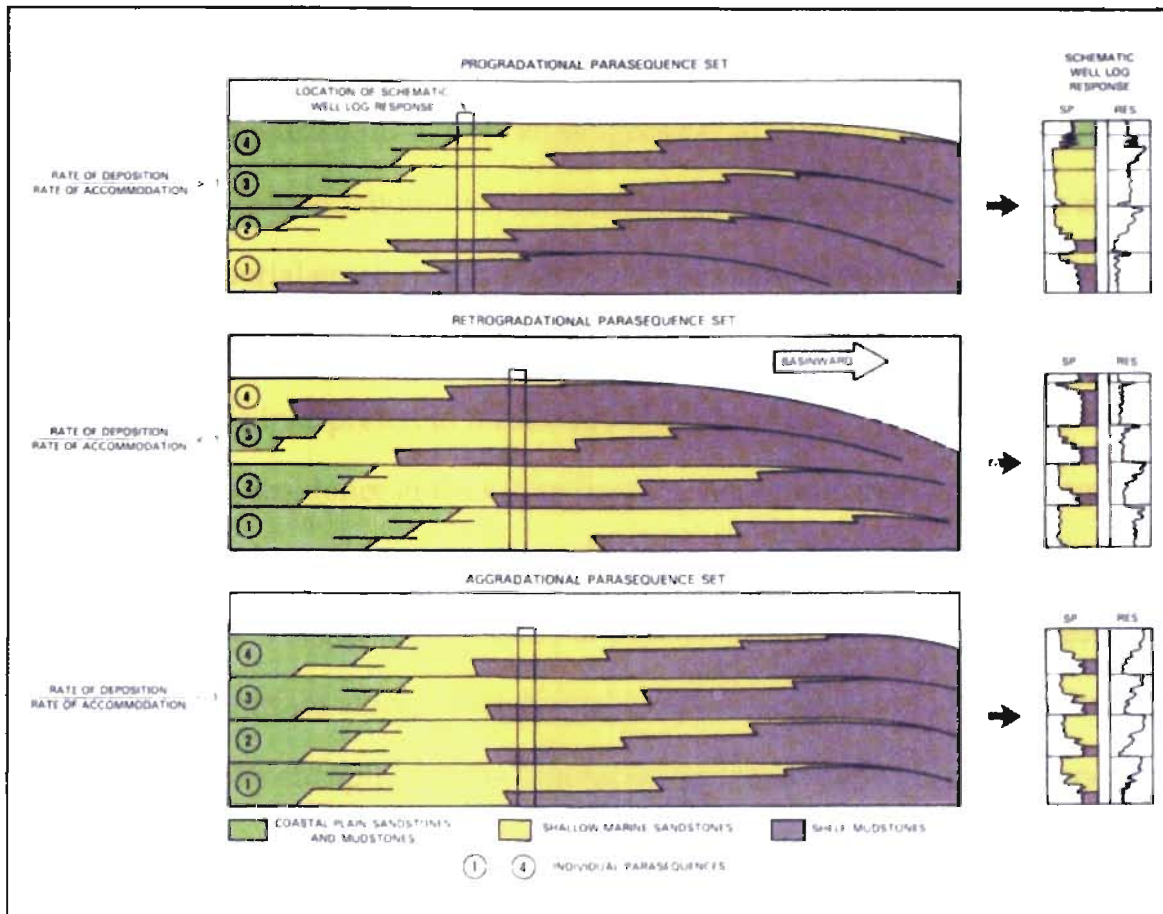 PROGRADATIONAL PARASEQUENCE SET
SCHEMATIC
WELL LOG
RESPONSE
LOCATION OF SCHEMATIC
WELL LOG RESPONSE
SP RES
4
3
2
1
RATE OF DEPOSITION
RATE OF ACCOMMODATION > 1
RETROGRADATIONAL PARASEQUENCE SET
BASINWARD
SP RES
4
3
2
1
RATE OF DEPOSITION
RATE OF ACCOMMODATION < 1
AGGRADATIONAL PARASEQUENCE SET
SP RES
4
3
2
1
RATE OF DEPOSITION
RATE OF ACCOMMODATION 1
COASTAL PLAIN SANDSTONES
AND MUDSTONES
SHALLOW MARINE SANDSTONES
SHELF MUDSTONES
1 4 INDIVIDUAL PARASEQUENCES